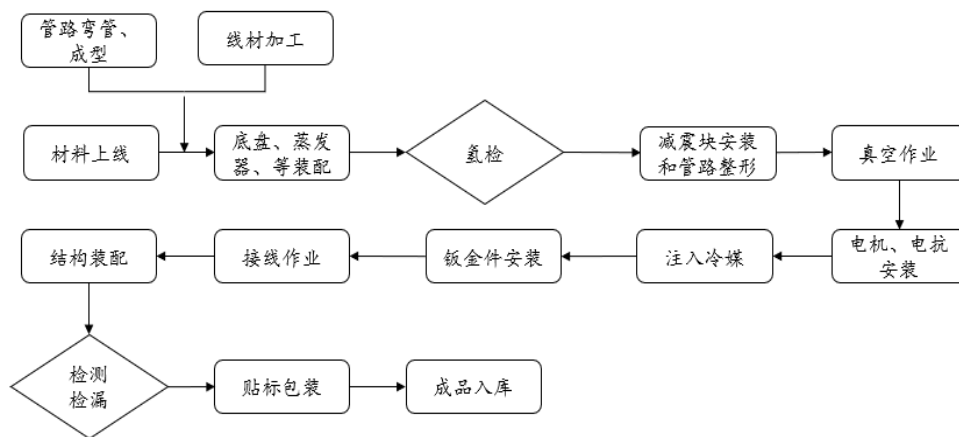 管路弯管、
成型
线材加工
材料上线
底盘、蒸发
器、等装配
氦检
减震块安装
和管路整形
真空作业
结构装配
接线作业
钣金件安装
注入冷媒
电机、电抗
安装
检测
检漏
贴标包装
成品入库